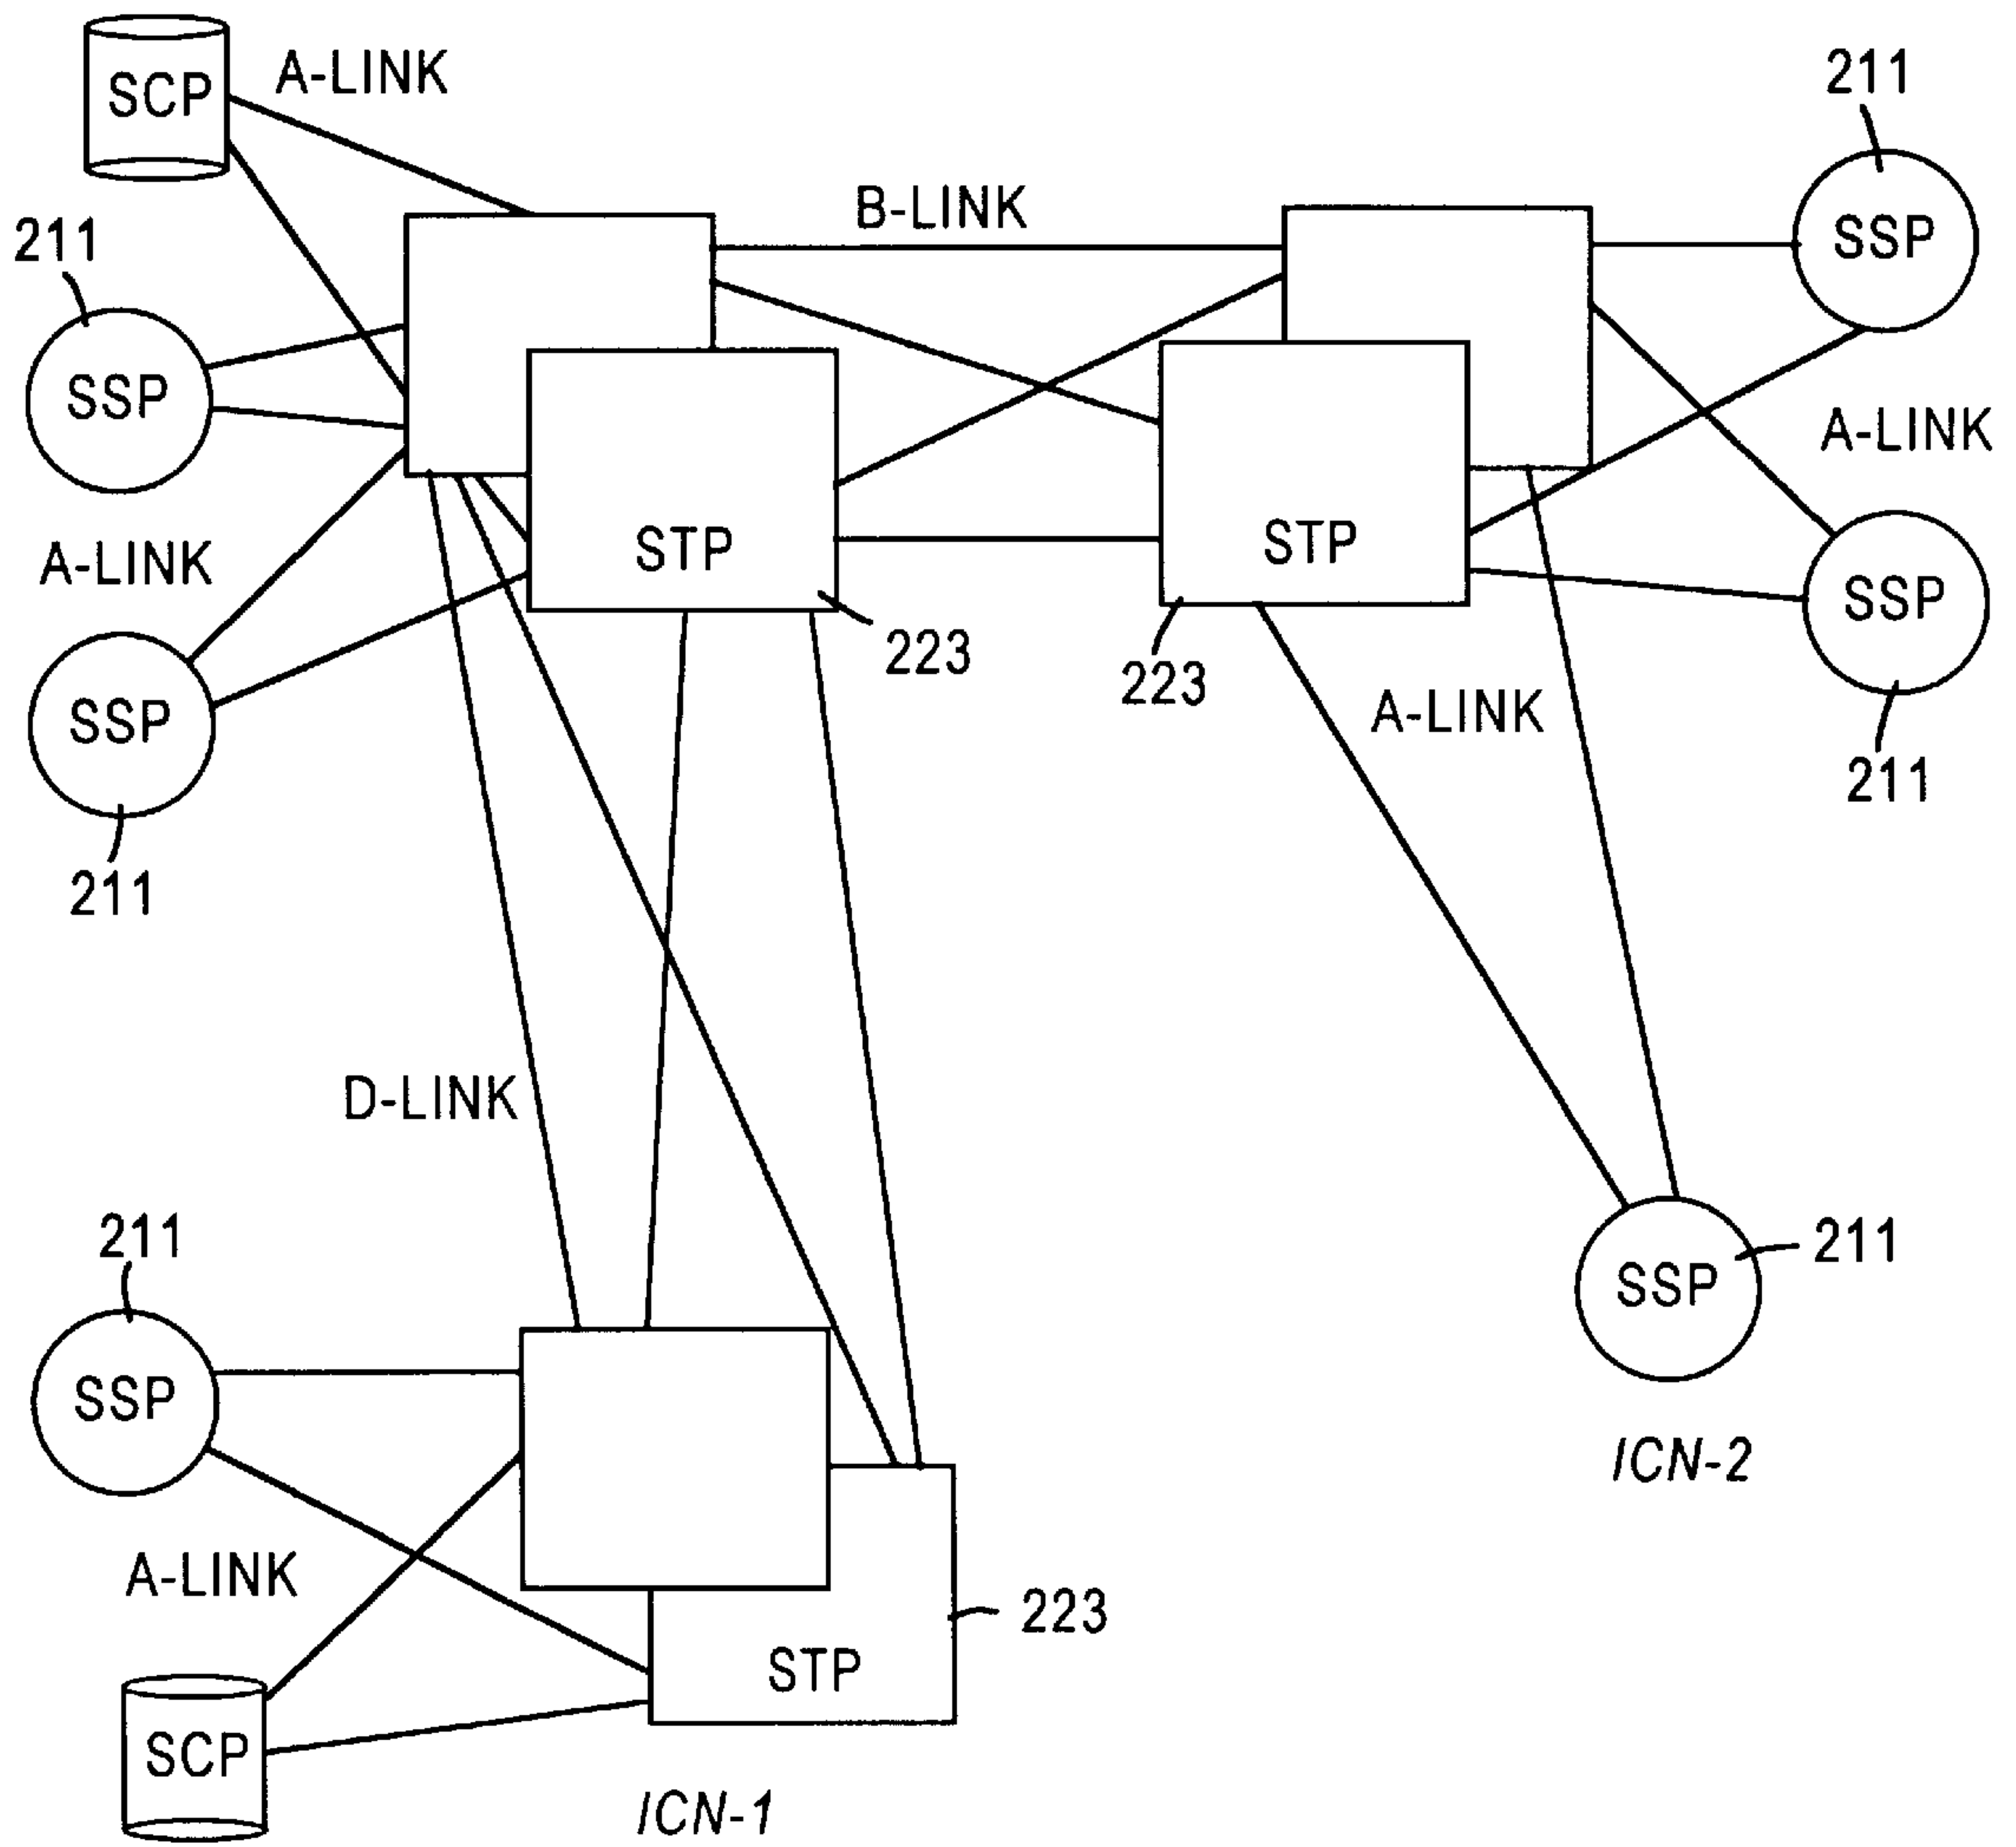 SCP
A-LINK
211
B-LINK
211
SSP
SSP
A-LINK
SSP
STP
STP
A-LINK
SSP
223
223
A-LINK
SSP
211
211
D-LINK
211
211
SSP
SSP
ICN-2
A-LINK
223
STP
SCP
ICN-1